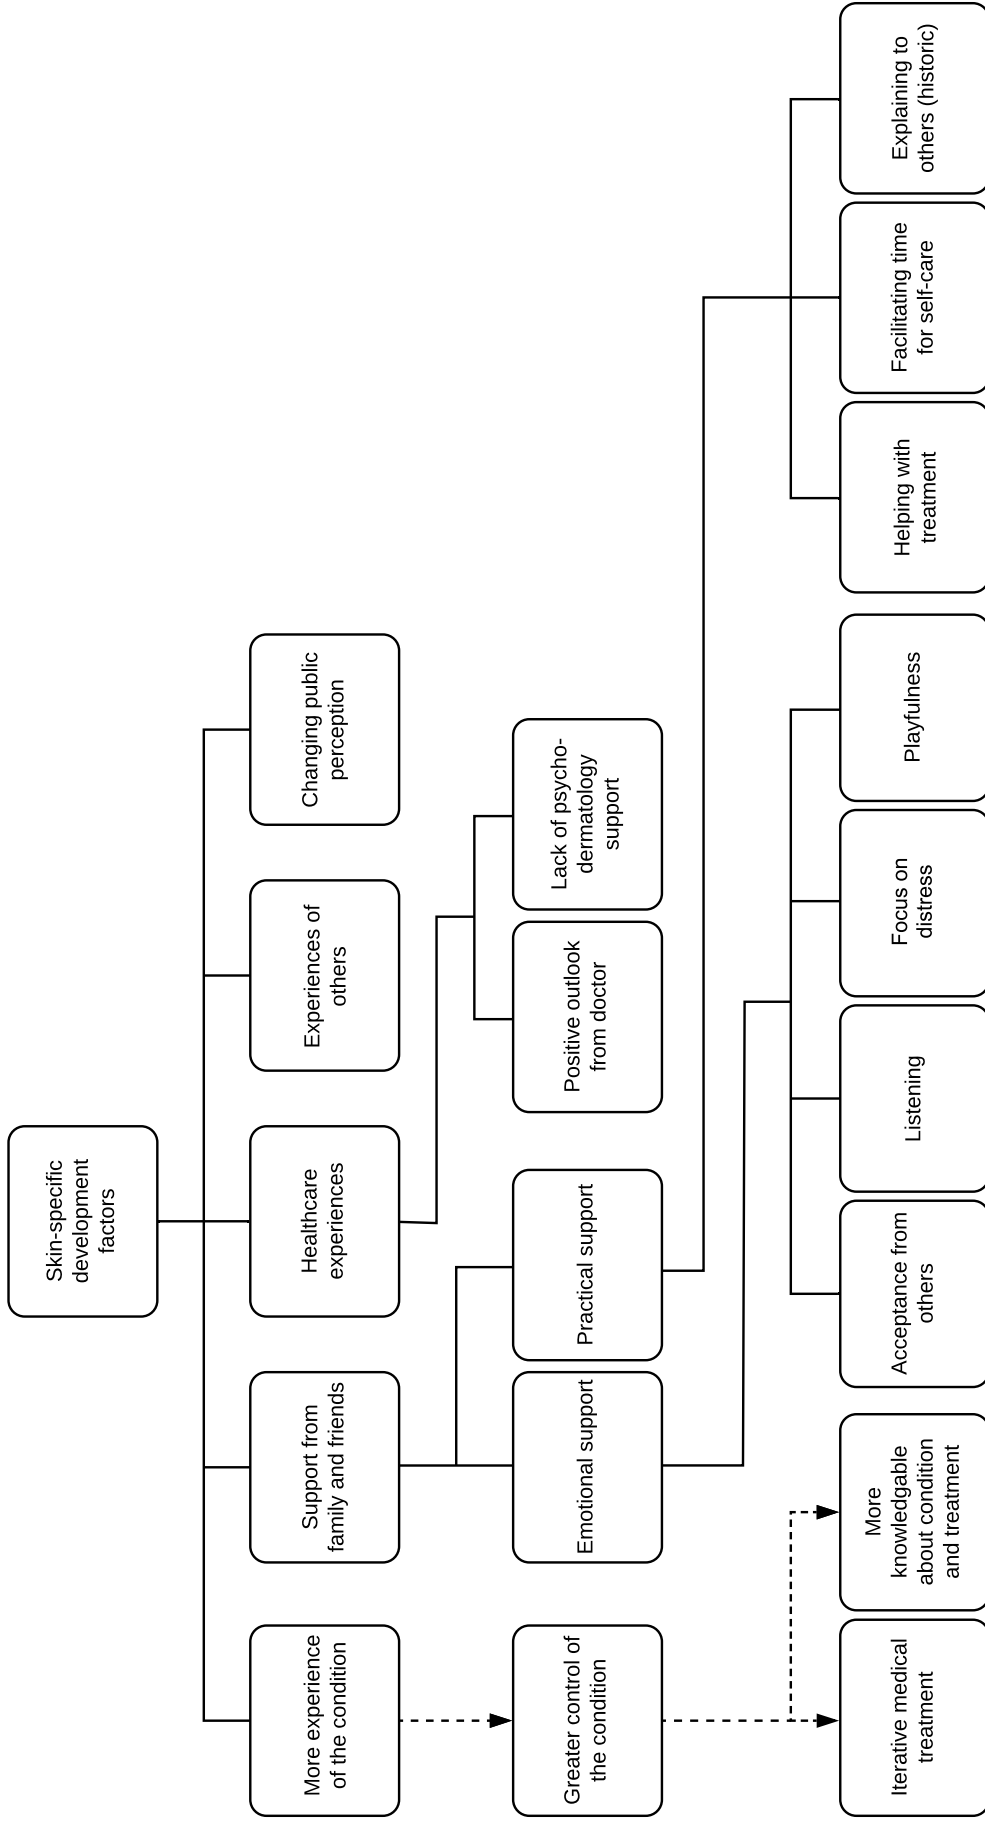 Skin-specific
development
factors
More experience
of the condition
Support from
family and friends
Healthcare
experiences
Experiences of
others
Changing public
perception
Greater control of
the condition
Emotional support
Practical support
Positive outlook
from doctor
Lack of psycho-
dermatology
support
Iterative medical
treatment
More
knowledgable
about condition
and treatment
Acceptance from
others
Listening
Focus on
distress
Playfulness
Helping with
treatment
Facilitating time
for self-care
Explaining to
others (historic)